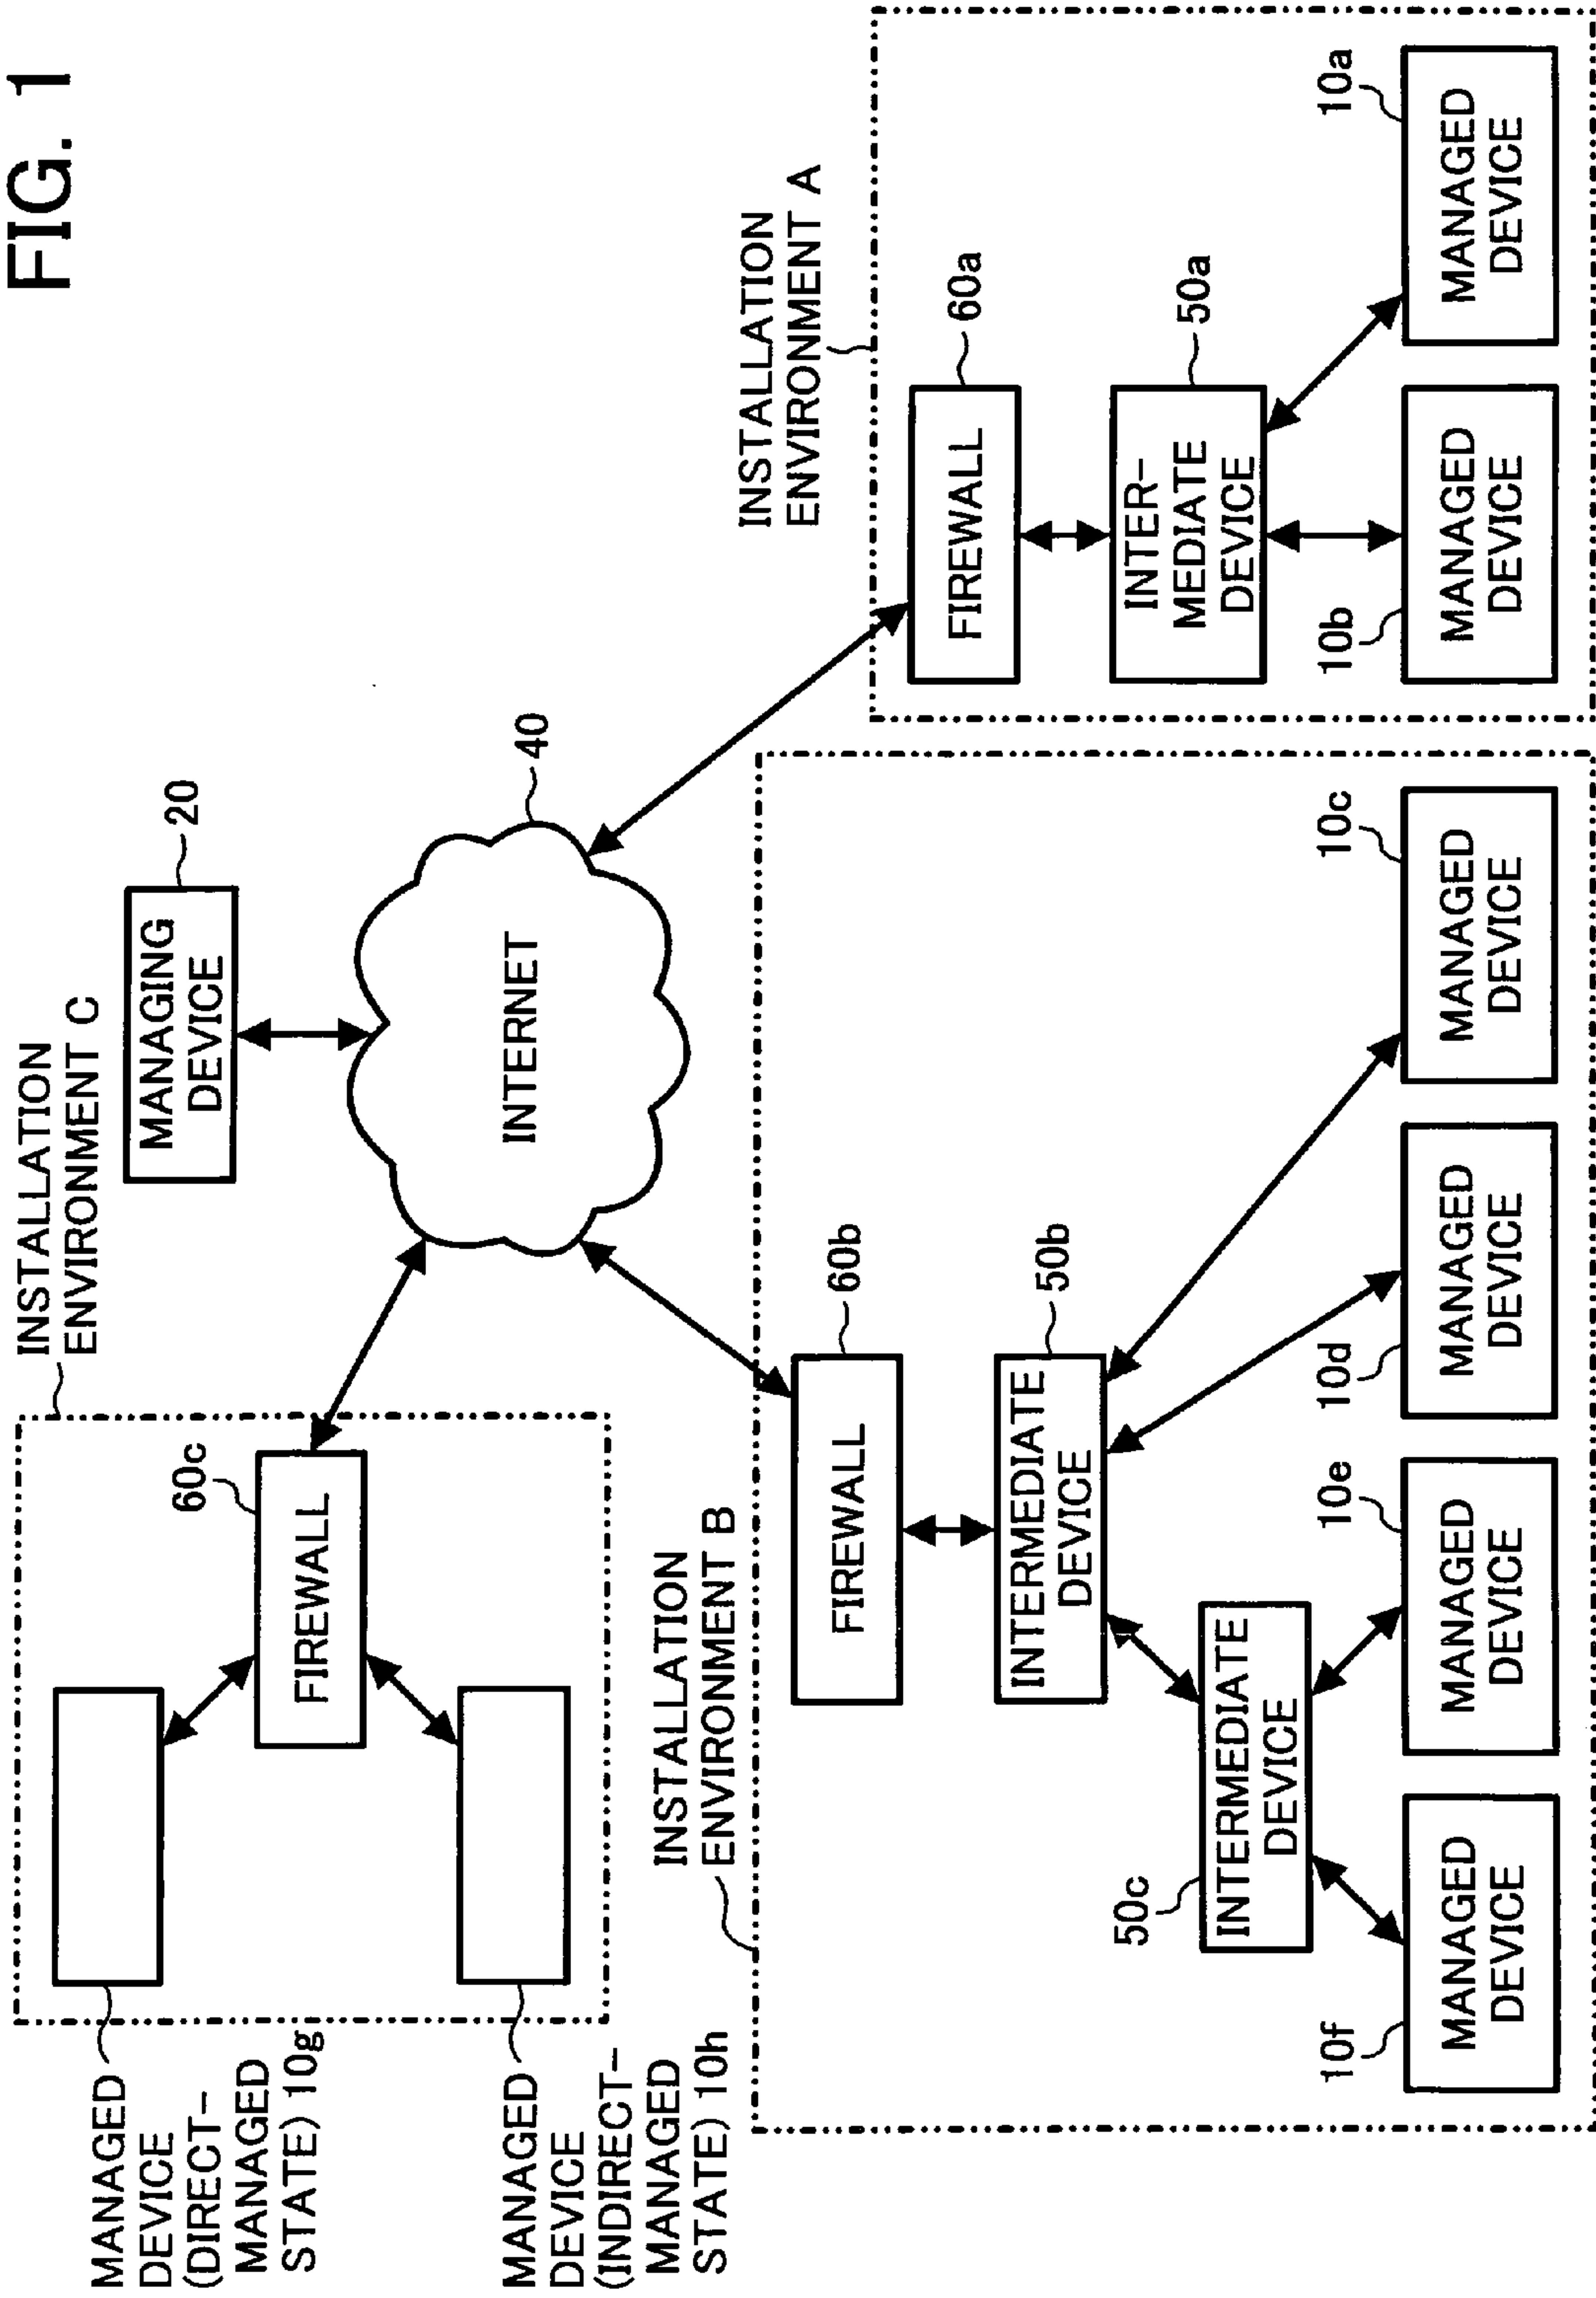 FIG. 1
INSTALLATION
ENVIRONMENT C
MANAGING
DEVICE
20
60c
FIREWALL
MANAGED
DEVICE
(DIRECT-
MANAGED
STATE) 10g
MANAGED
DEVICE
(INDIRECT-
MANAGED
STATE) 10h
INTERNET
40
INSTALLATION
ENVIRONMENT B
FIREWALL
60b
INTERMEDIATE
DEVICE
50b
50c
INTERMEDIATE
DEVICE
10f
MANAGED
DEVICE
10e
MANAGED
DEVICE
10d
MANAGED
DEVICE
10c
MANAGED
DEVICE
INSTALLATION
ENVIRONMENT A
FIREWALL
60a
INTER-
MEDIATE
DEVICE
50a
10b
MANAGED
DEVICE
10a
MANAGED
DEVICE